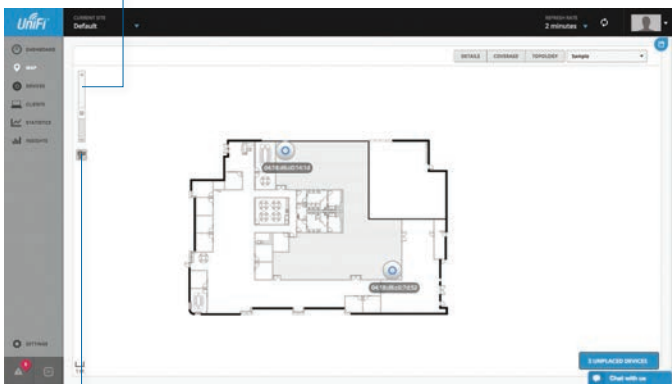 UniFi
CURRENT SITE
Default
REFRESH RATE
2 minutes
DASHBOARD
MAP
DEVICES
CLIENTS
STATISTICS
INSIGHTS
DETAILS
COVERAGE
TOPOLOGY
Sample
SETTINGS
3 UNPLACED DEVICES
Chat with us